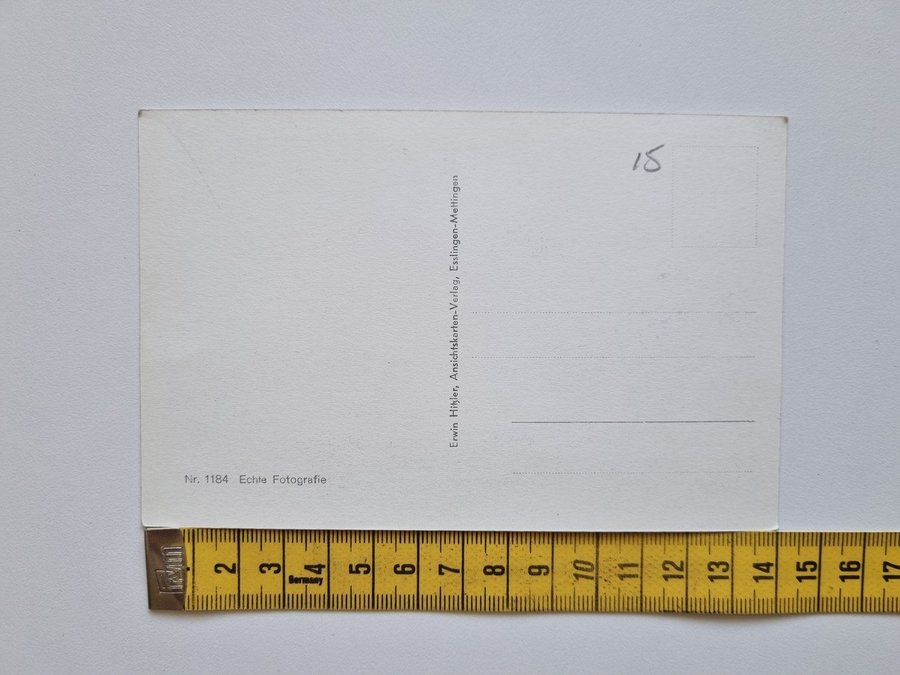 15
Erwin Hißler, Ansichtskarten-Verlag, Esslingen-Mettingen
Nr. 1184 Echte Fotografie
2 3 4 5 6 7 8 9 10 11 12 13 14 15 16 17
Germany